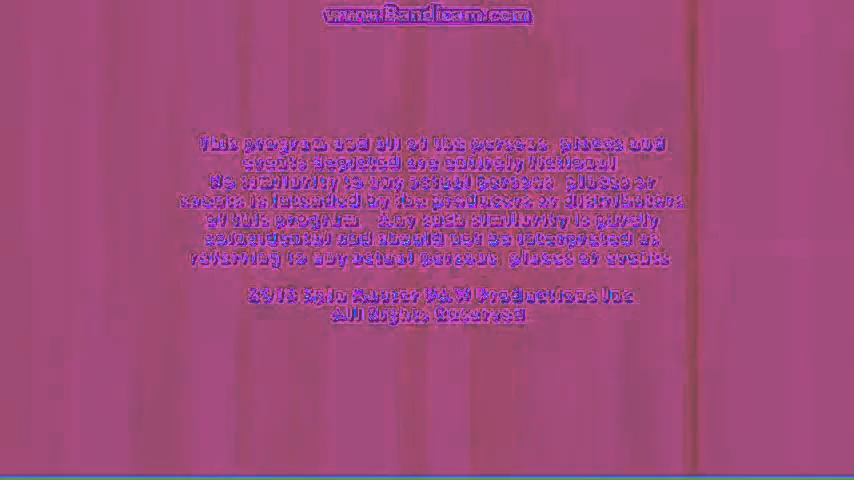 www.Bandicam.com
This program and all of the persons, places and
events depicted are entirely fictional!
No similarity to any actual persons, places or
events is intended by the producers or distributors
of this program. Any such similarity is purely
coincidental and should not be interpreted as
referring to any actual persons, places or events
Spin Master PAW Productions Inc
All Rights Reserved